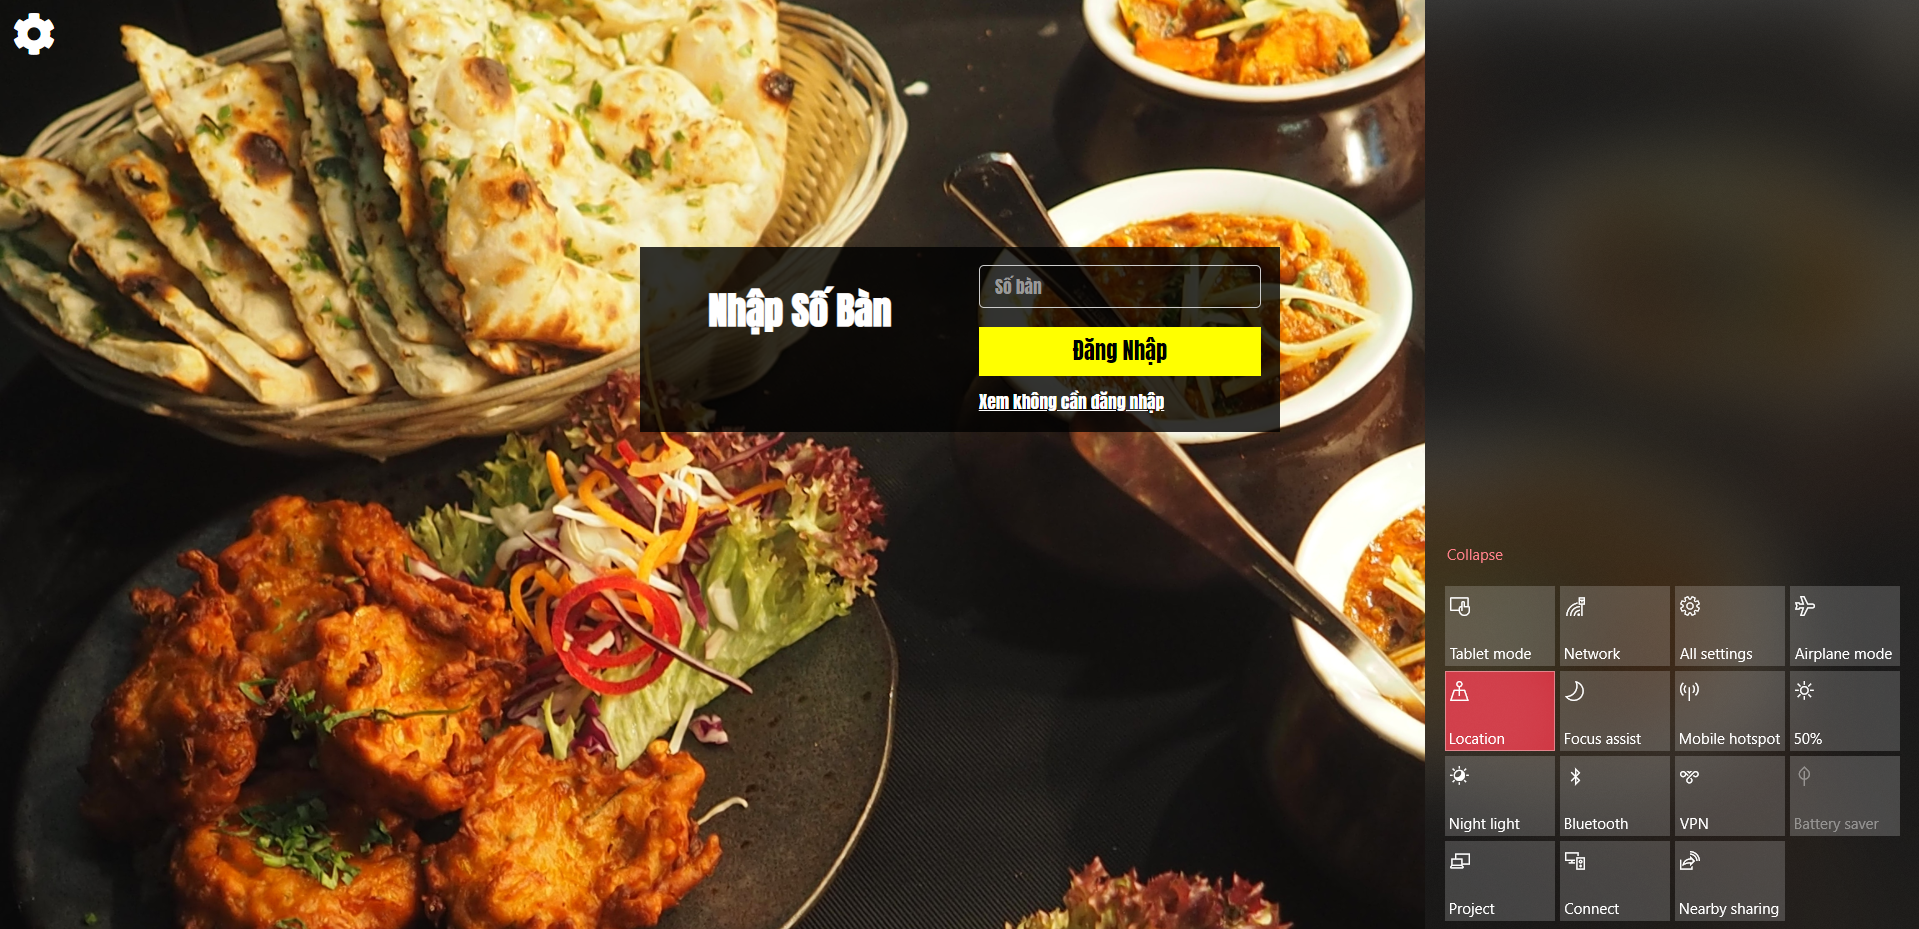 Nhập Số Bàn
Số bàn
Đăng Nhập
Xem không cần đăng nhập
Collapse
Tablet mode
Network
All settings
Airplane mode
Location
Focus assist
Mobile hotspot
50%
Night light
Bluetooth
VPN
Battery saver
Project
Connect
Nearby sharing